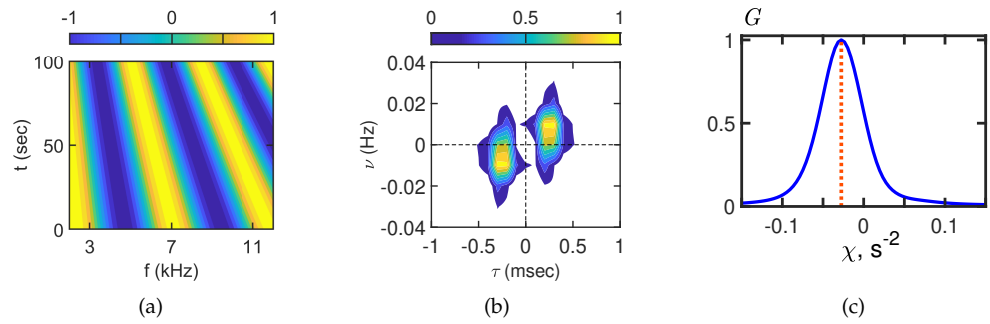 -1 0 1
100
50
0
t (sec)
3 7 11
f (kHz)
(a)
0 0.5 1
0.04
0.02
0
-0.02
-0.04
ν (Hz)
-1 -0.5 0 0.5 1
τ (msec)
(b)
G
1
0.5
0
-0.1 0 0.1
χ, s-2
(c)